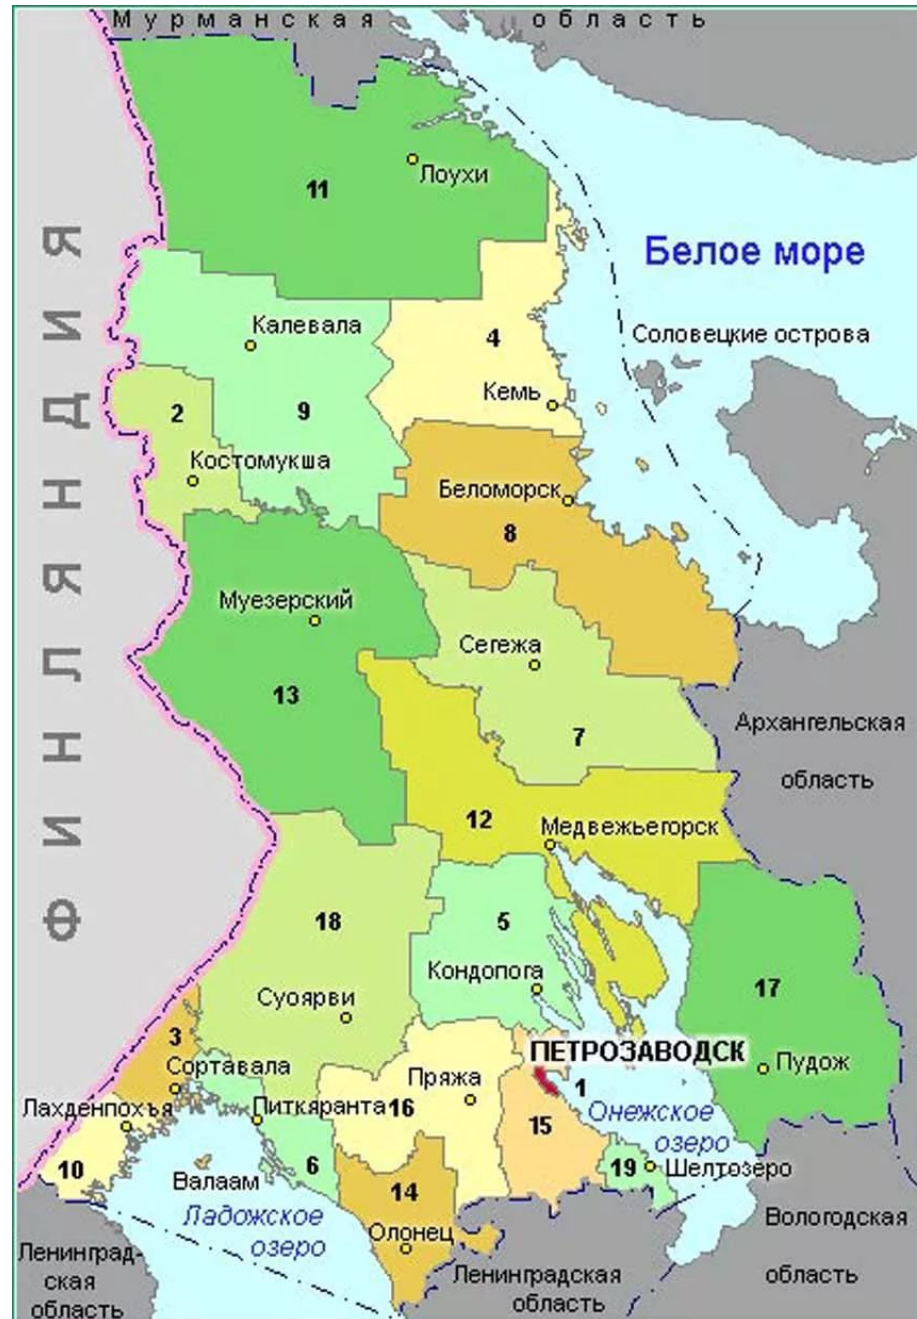 Мурманская область
Лоухи
11
Белое море
Калевала
4
Соловецкие острова
Кемь
2
9
Костомукша
Беломорск
8
ФИНЛЯНДИЯ
Муезерский
Сегежа
13
7
Архангельская
область
12
Медвежьегорск
18
5
Кондопога
17
Суоярви
3
ПЕТРОЗАВОДСК
Пудож
Сортавала
Пряжа
1
Лахденпохъя
Питкяранта
16
15
Онежское
озеро
10
6
19
Шелтозеро
Валаам
14
Ладожское
озеро
Олонец
Вологодская
область
Ленинград-
ская
область
Ленинградская
область